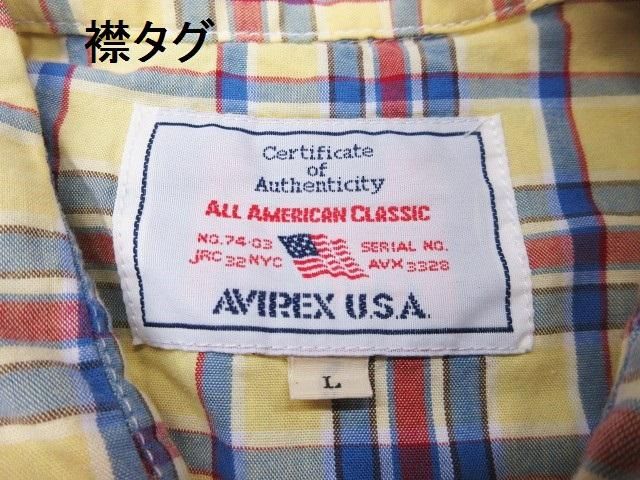 襟タグ
Certificate
of
Authenticity
ALL AMERICAN CLASSIC
NO.74-03 SERIAL NO.
JRC 32 NYC AVX 3328
AVIREX U.S.A.
L